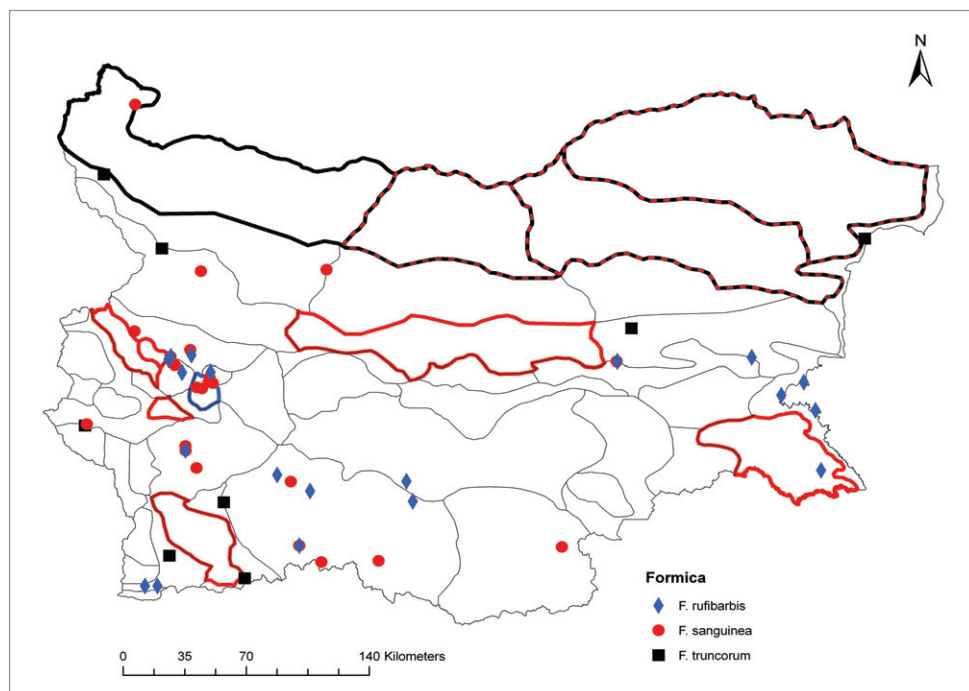 N
Formica
F. rufibarbis
F. sanguinea
F. truncorum
0 35 70 140 Kilometers